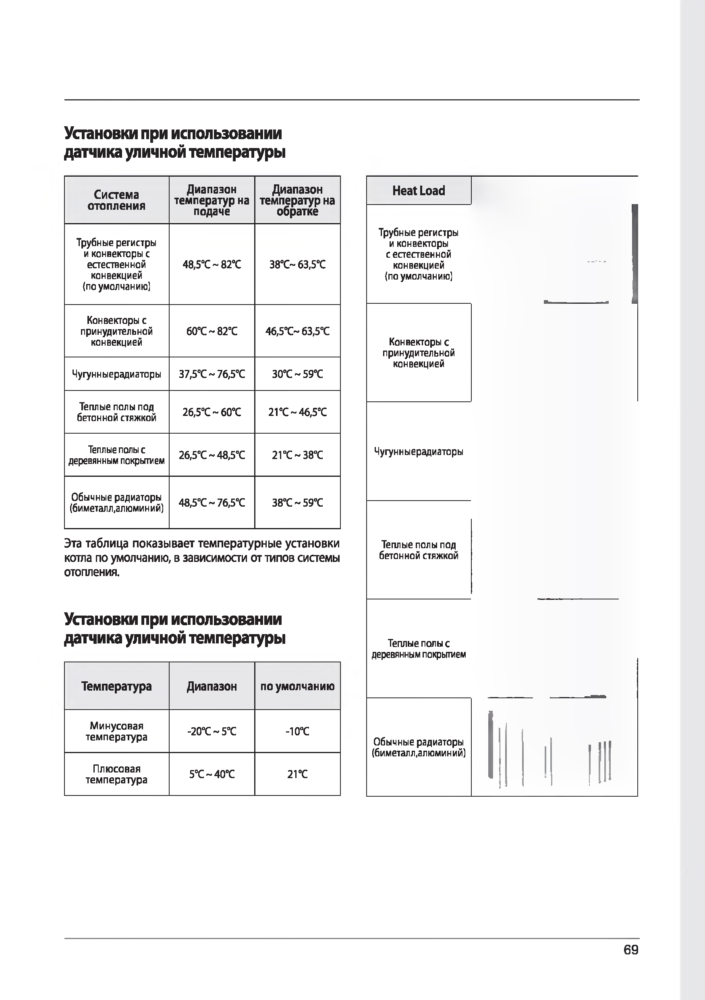 Установки при использовании
датчика уличной температуры
Система
отопления
Диапазон
температур на
подаче
Диапазон
температур на
обратке
Трубные регистры
и конвекторы с
естественной
конвекцией
(по умолчанию)
48,5℃ ~ 82℃
38℃~ 63,5℃
Конвекторы с
принудительной
конвекцией
60℃ ~ 82℃
46,5℃~ 63,5℃
Чугунныерадиаторы
37,5℃ ~ 76,5℃
30℃ ~ 59℃
Теплые полы под
бетонной стяжкой
26,5℃ ~ 60℃
21℃ ~ 46,5℃
Теплые полы с
деревянным покрытием
26,5℃ ~ 48,5℃
21℃ ~ 38℃
Обычные радиаторы
(биметалл,алюминий)
48,5℃ ~ 76,5℃
38℃ ~ 59℃
Эта таблица показывает температурные установки
котла по умолчанию, в зависимости от типов системы
отопления.
Установки при использовании
датчика уличной температуры
Температура
Диапазон
по умолчанию
Минусовая
температура
-20℃ ~ 5℃
-10℃
Плюсовая
температура
5℃ ~ 40℃
21℃
Heat Load
Трубные регистры
и конвекторы
с естественной
конвекцией
(по умолчанию)
Конвекторы с
принудительной
конвекцией
Чугунныерадиаторы
Теплые полы под
бетонной стяжкой
Теплые полы с
деревянным покрытием
Обычные радиаторы
(биметалл,алюминий)
69